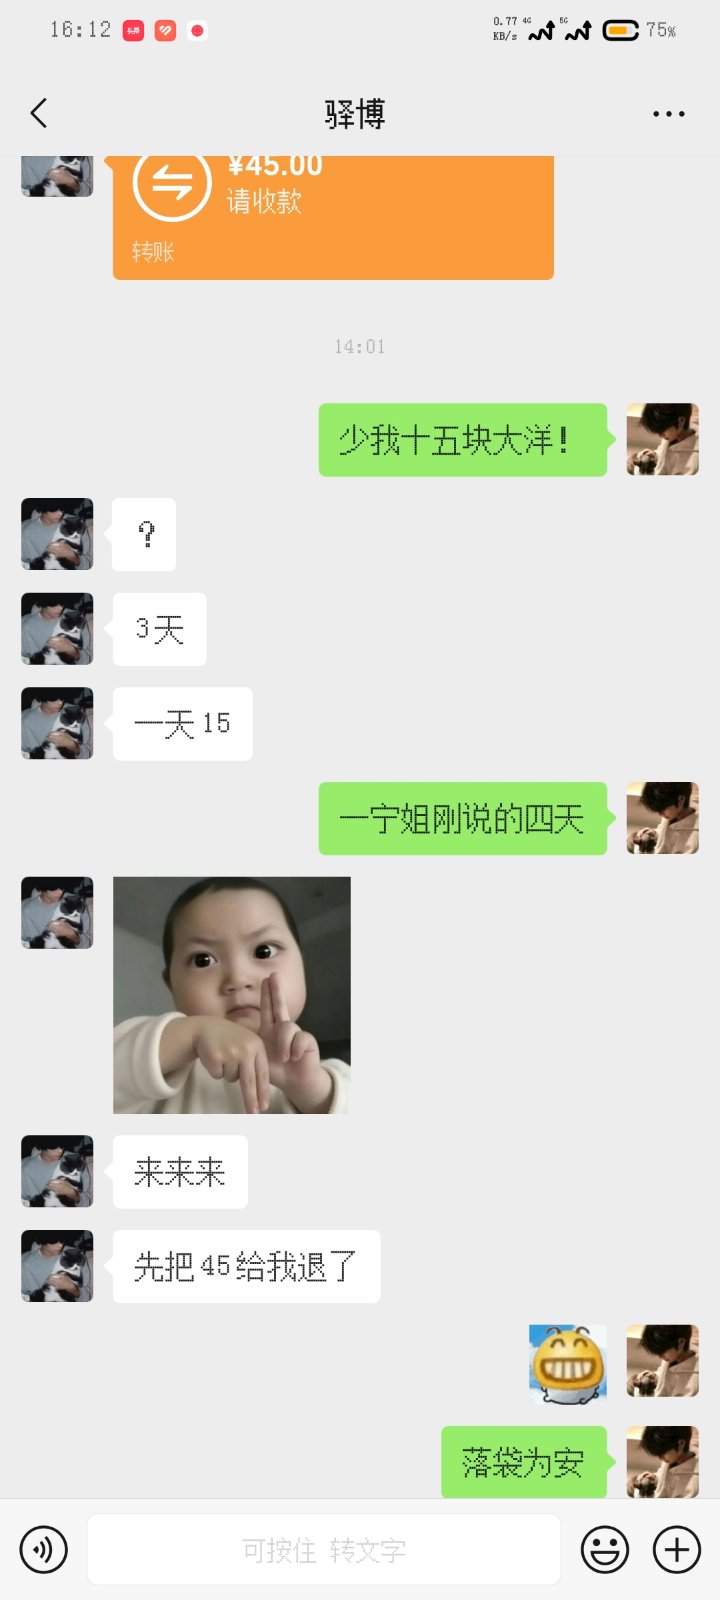 16:12
0.77
KB/s
4G
5G
75%
驿博
¥45.00
请收款
转账
14:01
少我十五块大洋!
?
3天
一天15
一宁姐刚说的四天
来来来
先把45给我退了
落袋为安
可按住 转文字